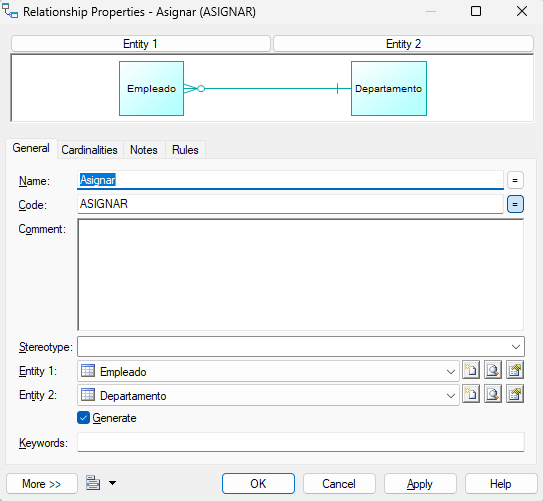 Relationship Properties - Asignar (ASIGNAR)
Entity 1 Entity 2
Empleado Departamento
General Cardinalities Notes Rules
Name: Asignar =
Code: ASIGNAR =
Comment:
Stereotype:
Entity 1: Empleado
Entity 2: Departamento
Generate
Keywords:
More >> OK Cancel Apply Help